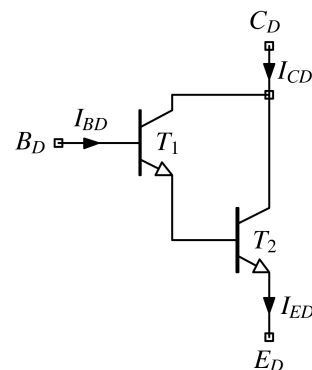 C_D
I_CD
I_BD
B_D
T_1
T_2
I_ED
E_D